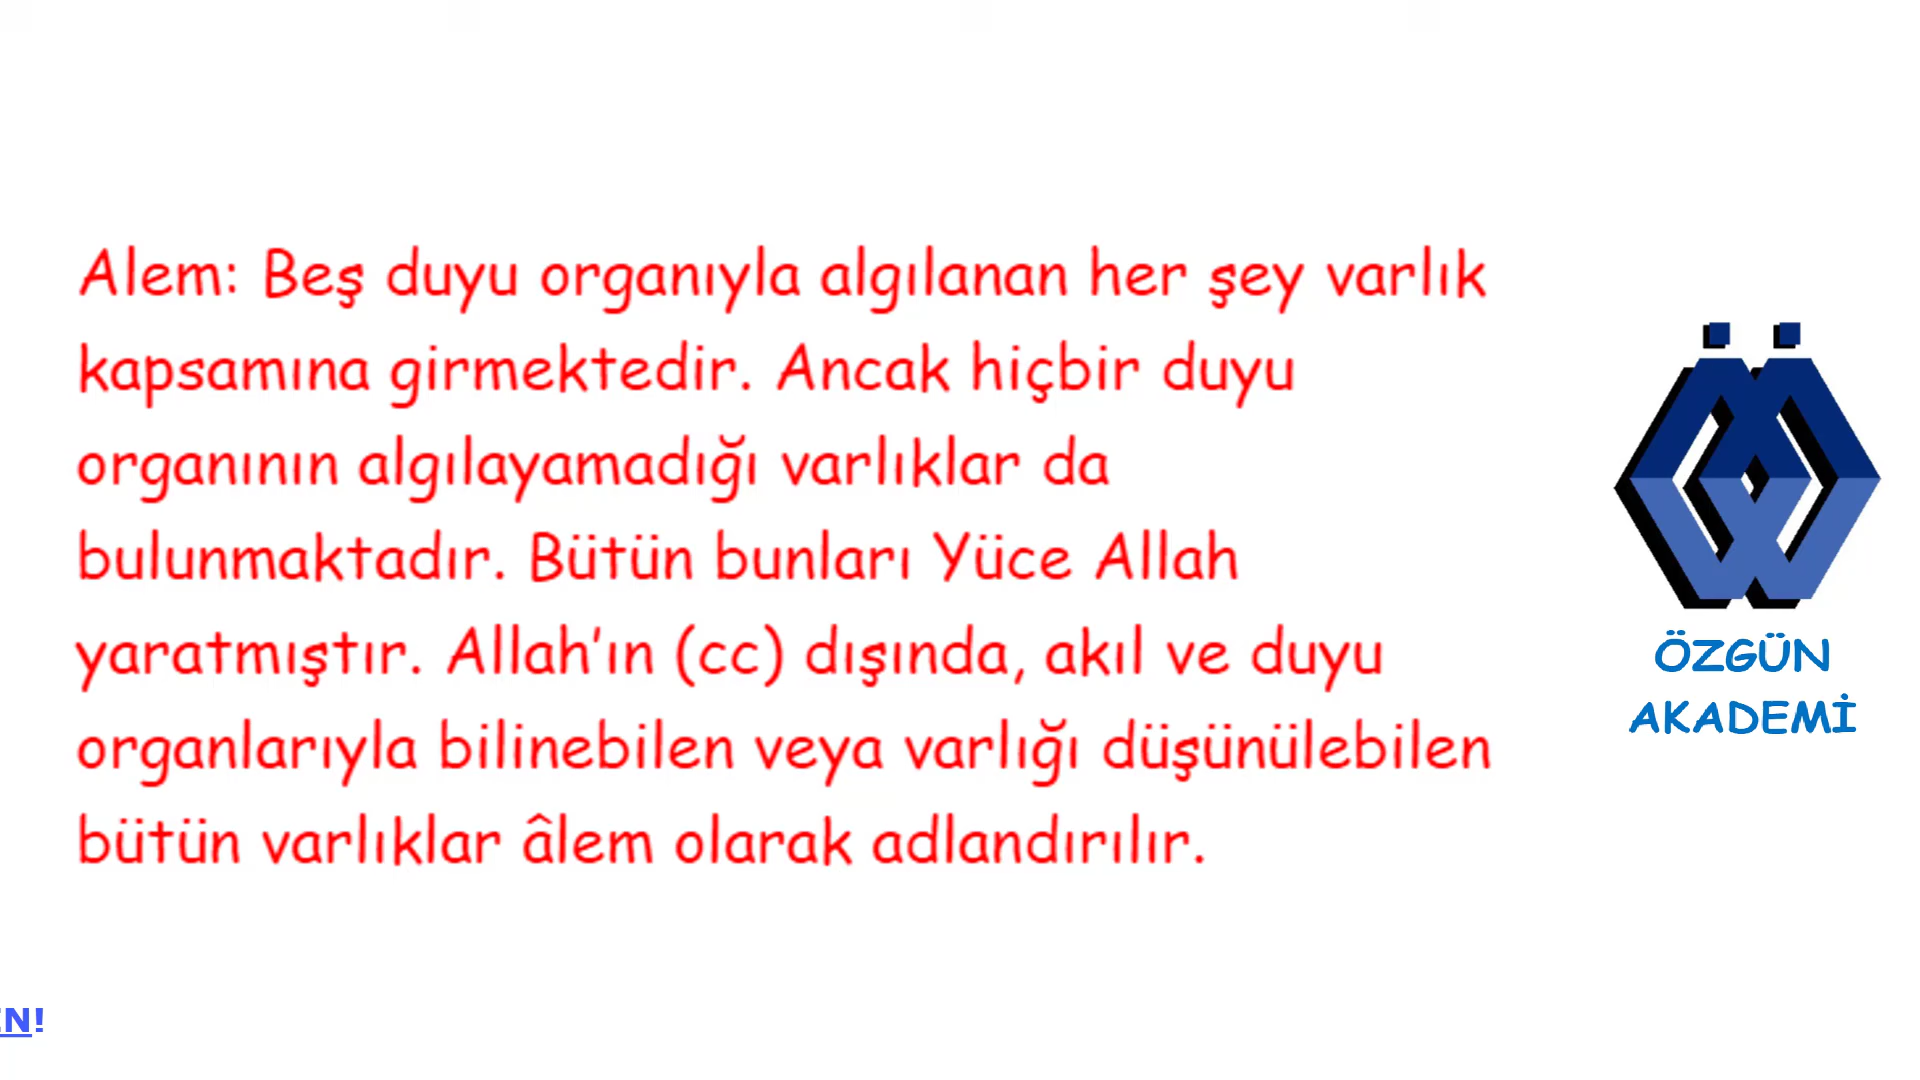 Alem: Beş duyu organıyla algılanan her şey varlık
kapsamına girmektedir. Ancak hiçbir duyu
organının algılayamadığı varlıklar da
bulunmaktadır. Bütün bunları Yüce Allah
yaratmıştır. Allah’ın (cc) dışında, akıl ve duyu
organlarıyla bilinebilen veya varlığı düşünülebilen
bütün varlıklar âlem olarak adlandırılır.
ÖZGÜN
AKADEMİ